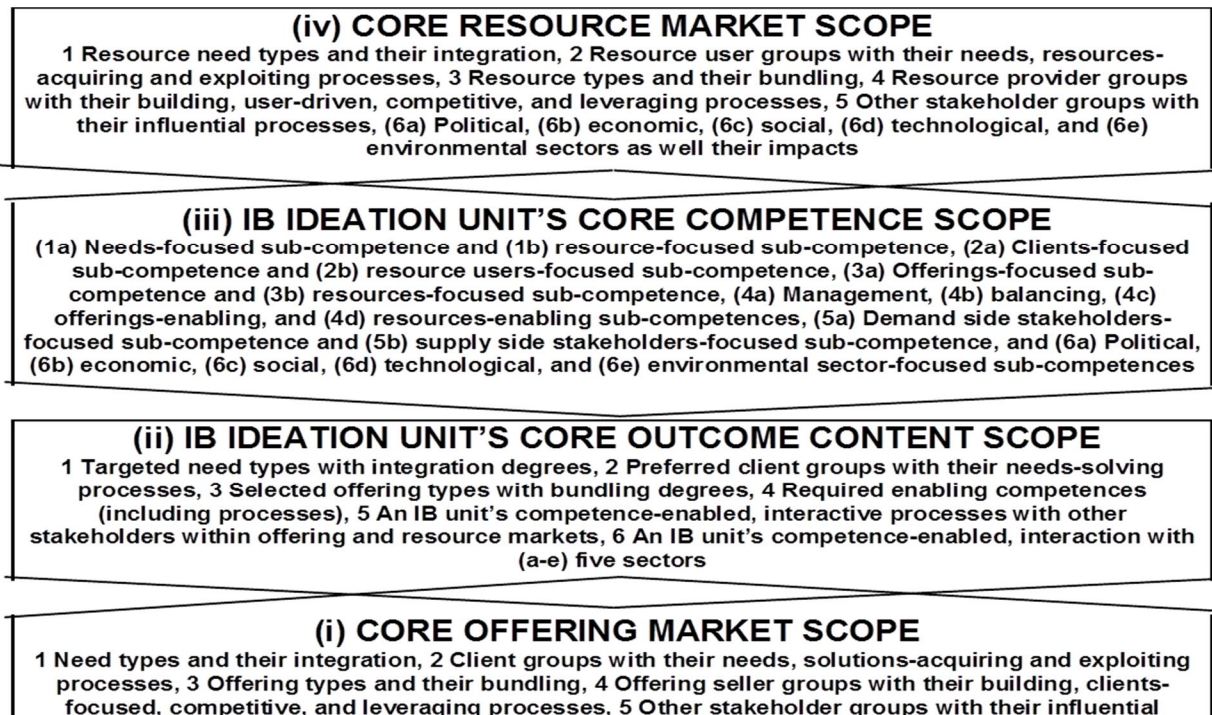 (iv) CORE RESOURCE MARKET SCOPE
1 Resource need types and their integration, 2 Resource user groups with their needs, resources-
acquiring and exploiting processes, 3 Resource types and their bundling, 4 Resource provider groups
with their building, user-driven, competitive, and leveraging processes, 5 Other stakeholder groups with
their influential processes, (6a) Political, (6b) economic, (6c) social, (6d) technological, and (6e)
environmental sectors as well their impacts
(iii) IB IDEATION UNIT'S CORE COMPETENCE SCOPE
(1a) Needs-focused sub-competence and (1b) resource-focused sub-competence, (2a) Clients-focused
sub-competence and (2b) resource users-focused sub-competence, (3a) Offerings-focused sub-
competence and (3b) resources-focused sub-competence, (4a) Management, (4b) balancing, (4c)
offerings-enabling, and (4d) resources-enabling sub-competences, (5a) Demand side stakeholders-
focused sub-competence and (5b) supply side stakeholders-focused sub-competence, and (6a) Political,
(6b) economic, (6c) social, (6d) technological, and (6e) environmental sector-focused sub-competences
(ii) IB IDEATION UNIT'S CORE OUTCOME CONTENT SCOPE
1 Targeted need types with integration degrees, 2 Preferred client groups with their needs-solving
processes, 3 Selected offering types with bundling degrees, 4 Required enabling competences
(including processes), 5 An IB unit's competence-enabled, interactive processes with other
stakeholders within offering and resource markets, 6 An IB unit's competence-enabled, interaction with
(a-e) five sectors
(i) CORE OFFERING MARKET SCOPE
1 Need types and their integration, 2 Client groups with their needs, solutions-acquiring and exploiting
processes, 3 Offering types and their bundling, 4 Offering seller groups with their building, clients-
focused, competitive, and leveraging processes, 5 Other stakeholder groups with their influential